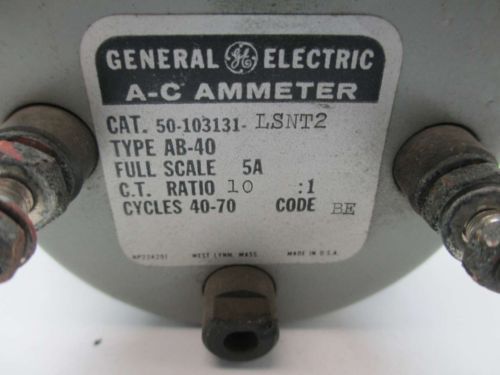 GENERAL GE ELECTRIC
A-C AMMETER
CAT. 50-103131-LSNT2
TYPE AB-40
FULL SCALE 5A
C.T. RATIO 10 :1
CYCLES 40-70 CODE BE
WEST LYNN, MASS. MADE IN U.S.A.